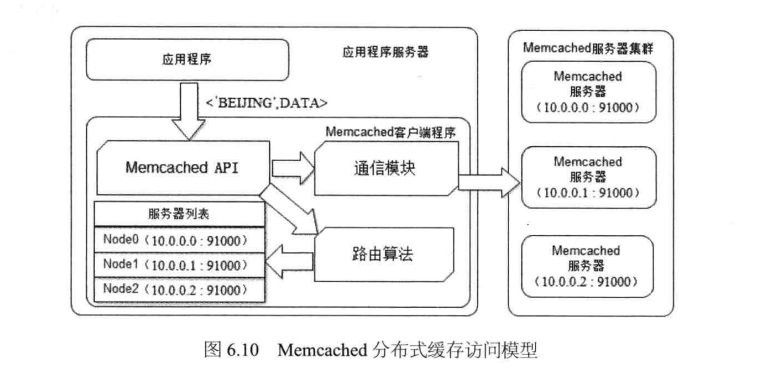 应用程序
应用程序服务器
<'BEIJING',DATA>
Memcached客户端程序
Memcached API
通信模块
服务器列表
Node0（10.0.0.0 : 91000）
Node1（10.0.0.1 : 91000）
Node2（10.0.0.2 : 91000）
路由算法
Memcached服务器集群
Memcached
服务器
（10.0.0.0 : 91000）
Memcached
服务器
（10.0.0.1 : 91000）
Memcached
服务器
（10.0.0.2 : 91000）
图 6.10 Memcached 分布式缓存访问模型